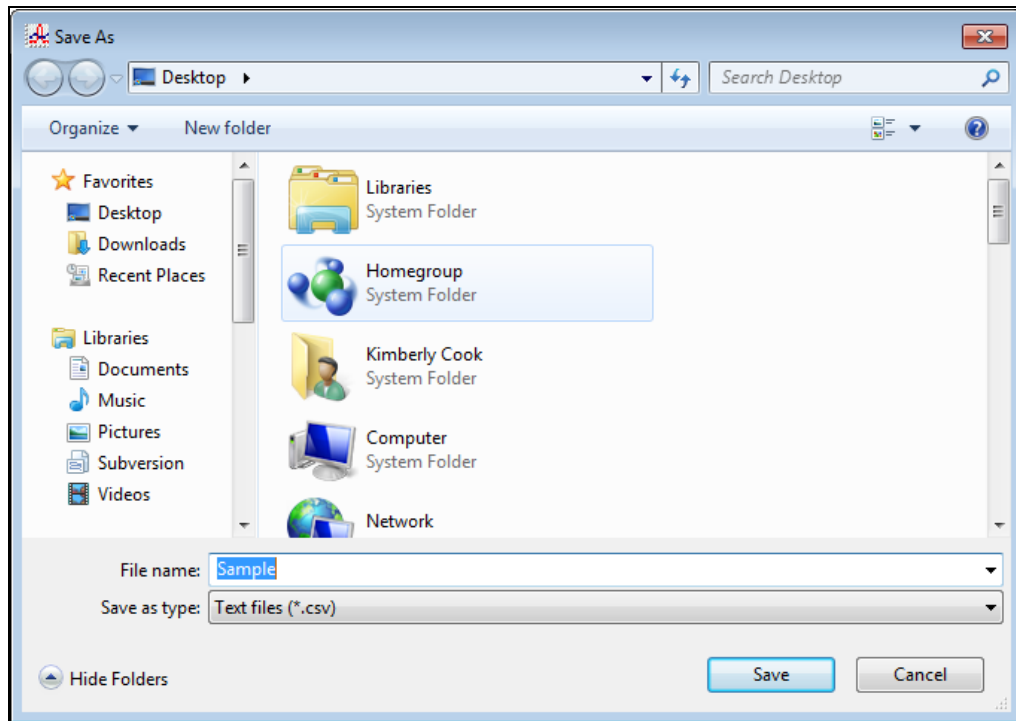 Save As
Desktop
Search Desktop
Organize
New folder
Favorites
Desktop
Downloads
Recent Places
Libraries
Documents
Music
Pictures
Subversion
Videos
Libraries
System Folder
Homegroup
System Folder
Kimberly Cook
System Folder
Computer
System Folder
Network
File name: Sample
Save as type: Text files (*.csv)
Hide Folders
Save
Cancel